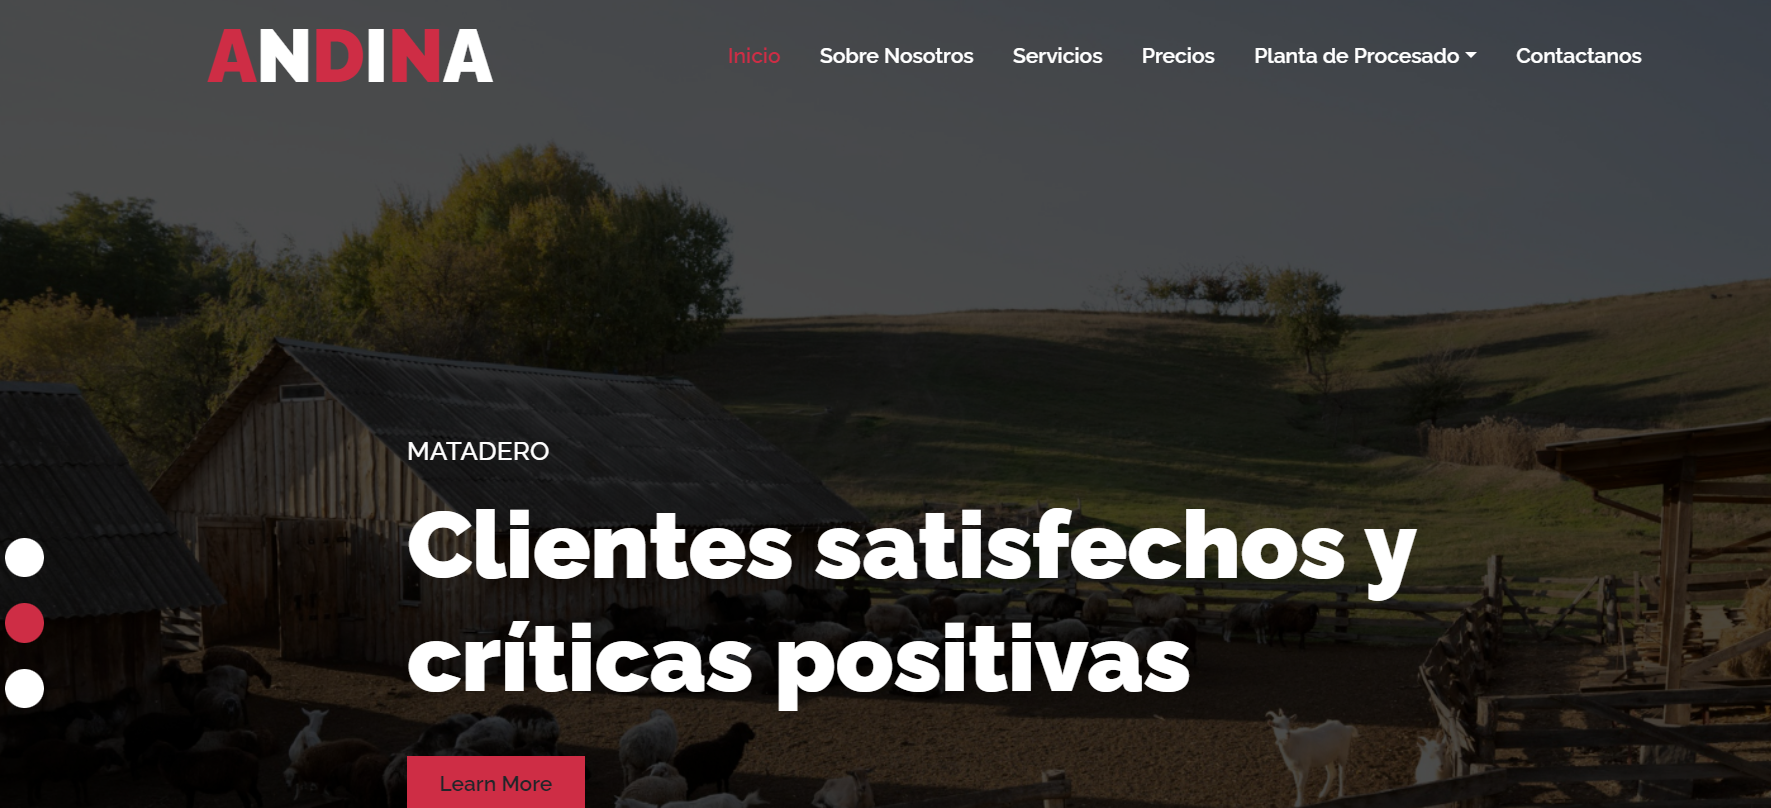 ANDINA
Inicio Sobre Nosotros Servicios Precios Planta de Procesado Contactanos
MATADERO
Clientes satisfechos y
críticas positivas
Learn More